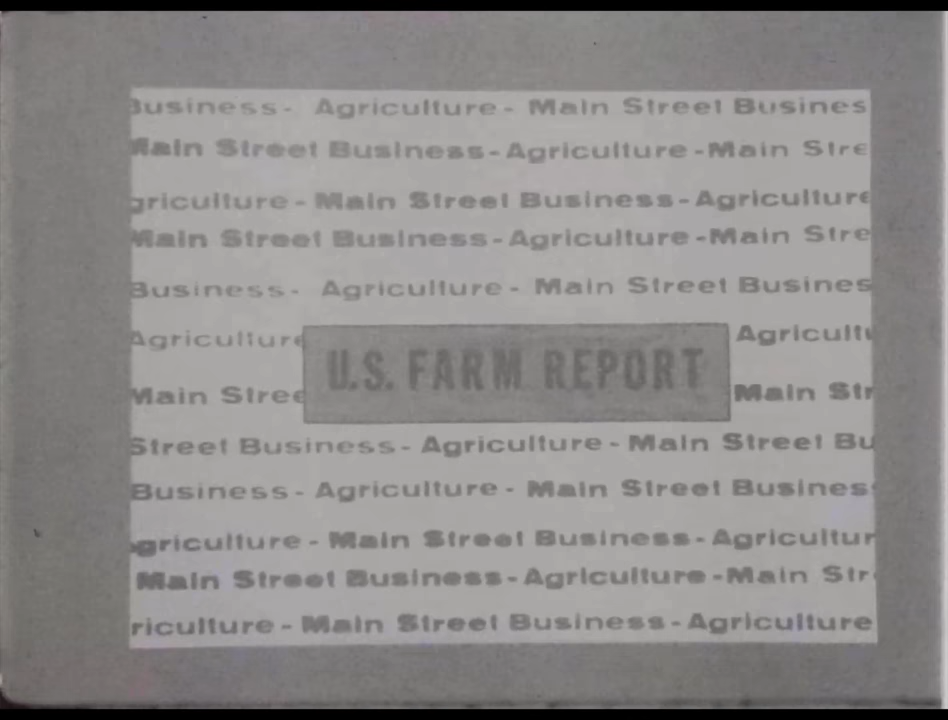 Business - Agriculture - Main Street Busines
Main Street Business - Agriculture - Main Stre
griculture - Main Street Business - Agriculture
Main Street Business - Agriculture - Main Stre
Business - Agriculture - Main Street Busines
Agriculture Agricultu
U.S. FARM REPORT
Main Stree Main Str
Street Business - Agriculture - Main Street Bu
Business - Agriculture - Main Street Business
griculture - Main Street Business - Agricultur
Main Street Business - Agriculture - Main Str
riculture - Main Street Business - Agriculture